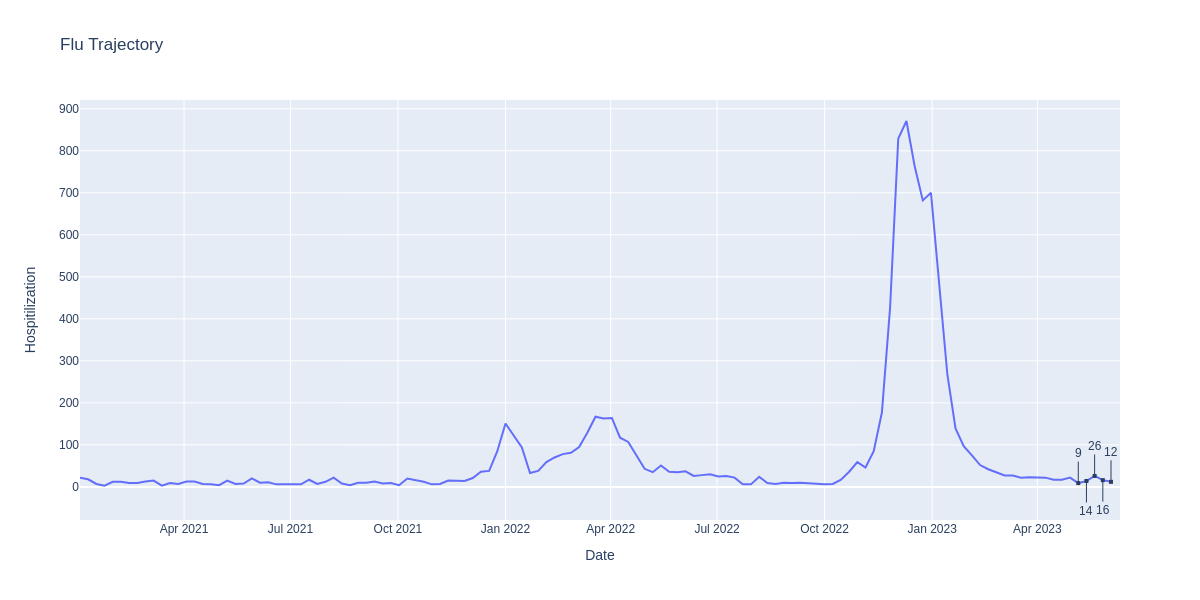 Flu Trajectory
900
800
700
600
500
400
300
200
100
0
Hospitilization
9
26
12
14
16
Apr 2021
Jul 2021
Oct 2021
Jan 2022
Apr 2022
Jul 2022
Oct 2022
Jan 2023
Apr 2023
Date